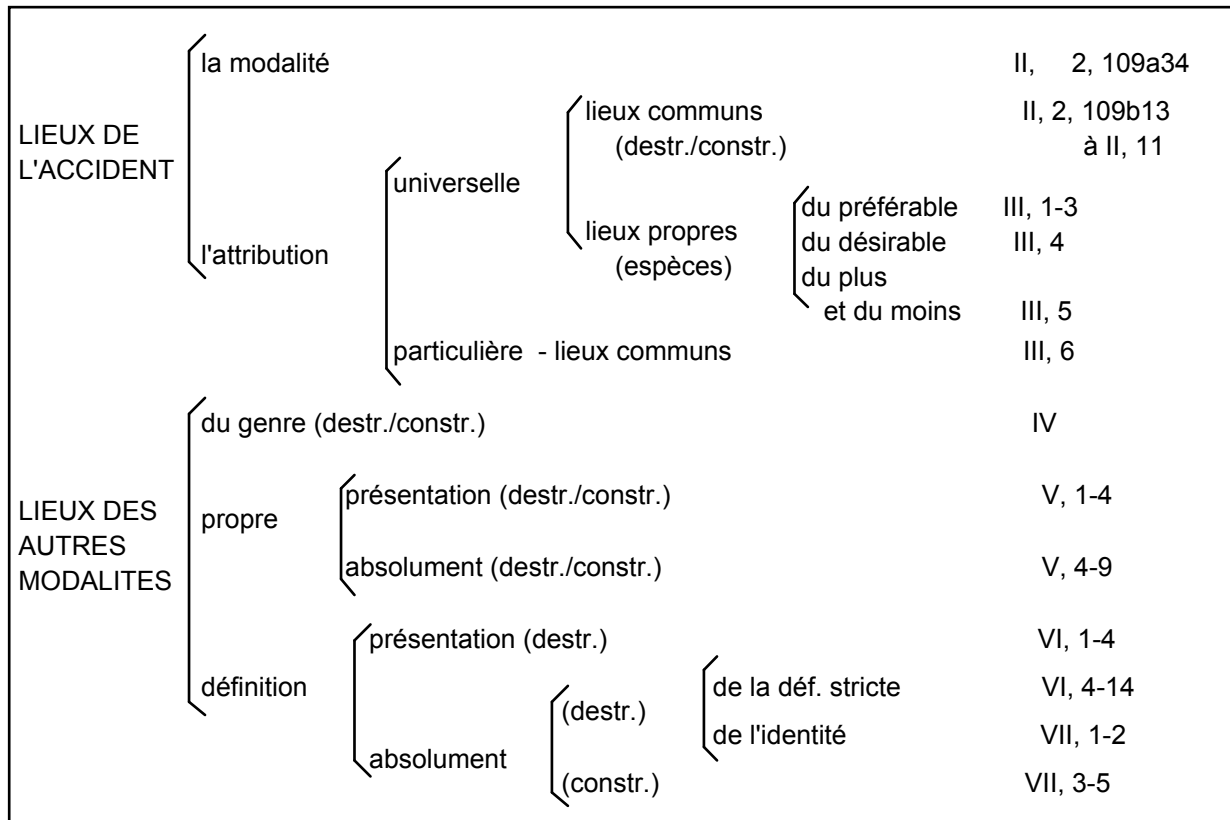 la modalité II, 2, 109a34
lieux communs II, 2, 109b13
LIEUX DE (destr./constr.) à II, 11
L'ACCIDENT
universelle
du préférable III, 1-3
lieux propres du désirable III, 4
l'attribution (espèces) du plus
et du moins III, 5
particulière - lieux communs III, 6
du genre (destr./constr.) IV
présentation (destr./constr.) V, 1-4
LIEUX DES propre
AUTRES
MODALITES absolument (destr./constr.) V, 4-9
présentation (destr.) VI, 1-4
définition de la déf. stricte VI, 4-14
(destr.)
de l'identité VII, 1-2
absolument
(constr.) VII, 3-5